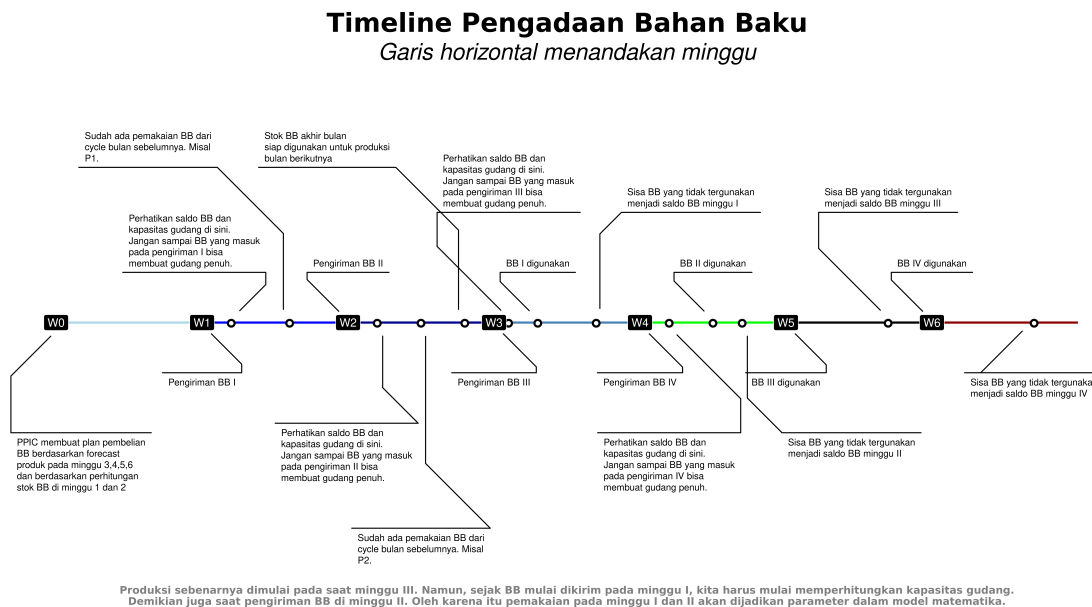 Timeline Pengadaan Bahan Baku
Garis horizontal menandakan minggu
Sudah ada pemakaian BB dari
cycle bulan sebelumnya. Misal
P1.
Stok BB akhir bulan
siap digunakan untuk produksi
bulan berikutnya
Perhatikan saldo BB dan
kapasitas gudang di sini.
Jangan sampai BB yang masuk
pada pengiriman III bisa
membuat gudang penuh.
Sisa BB yang tidak tergunakan
menjadi saldo BB minggu I
Sisa BB yang tidak tergunakan
menjadi saldo BB minggu III
Perhatikan saldo BB dan
kapasitas gudang di sini.
Jangan sampai BB yang masuk
pada pengiriman I bisa
membuat gudang penuh.
Pengiriman BB II
BB I digunakan
BB II digunakan
BB IV digunakan
W0
W1
W2
W3
W4
W5
W6
Pengiriman BB I
Pengiriman BB III
Pengiriman BB IV
BB III digunakan
Sisa BB yang tidak terguna
menjadi saldo BB minggu IV
PPIC membuat plan pembelian
BB berdasarkan forecast
produk pada minggu 3,4,5,6
dan berdasarkan perhitungan
stok BB di minggu 1 dan 2
Perhatikan saldo BB dan
kapasitas gudang di sini.
Jangan sampai BB yang masuk
pada pengiriman II bisa
membuat gudang penuh.
Perhatikan saldo BB dan
kapasitas gudang di sini.
Jangan sampai BB yang masuk
pada pengiriman IV bisa
membuat gudang penuh.
Sisa BB yang tidak tergunakan
menjadi saldo BB minggu II
Sudah ada pemakaian BB dari
cycle bulan sebelumnya. Misal
P2.
Produksi sebenarnya dimulai pada saat minggu III. Namun, sejak BB mulai dikirim pada minggu I, kita harus mulai memperhitungkan kapasitas gudang.
Demikian juga saat pengiriman BB di minggu II. Oleh karena itu pemakaian pada minggu I dan II akan dijadikan parameter dalam model matematika.